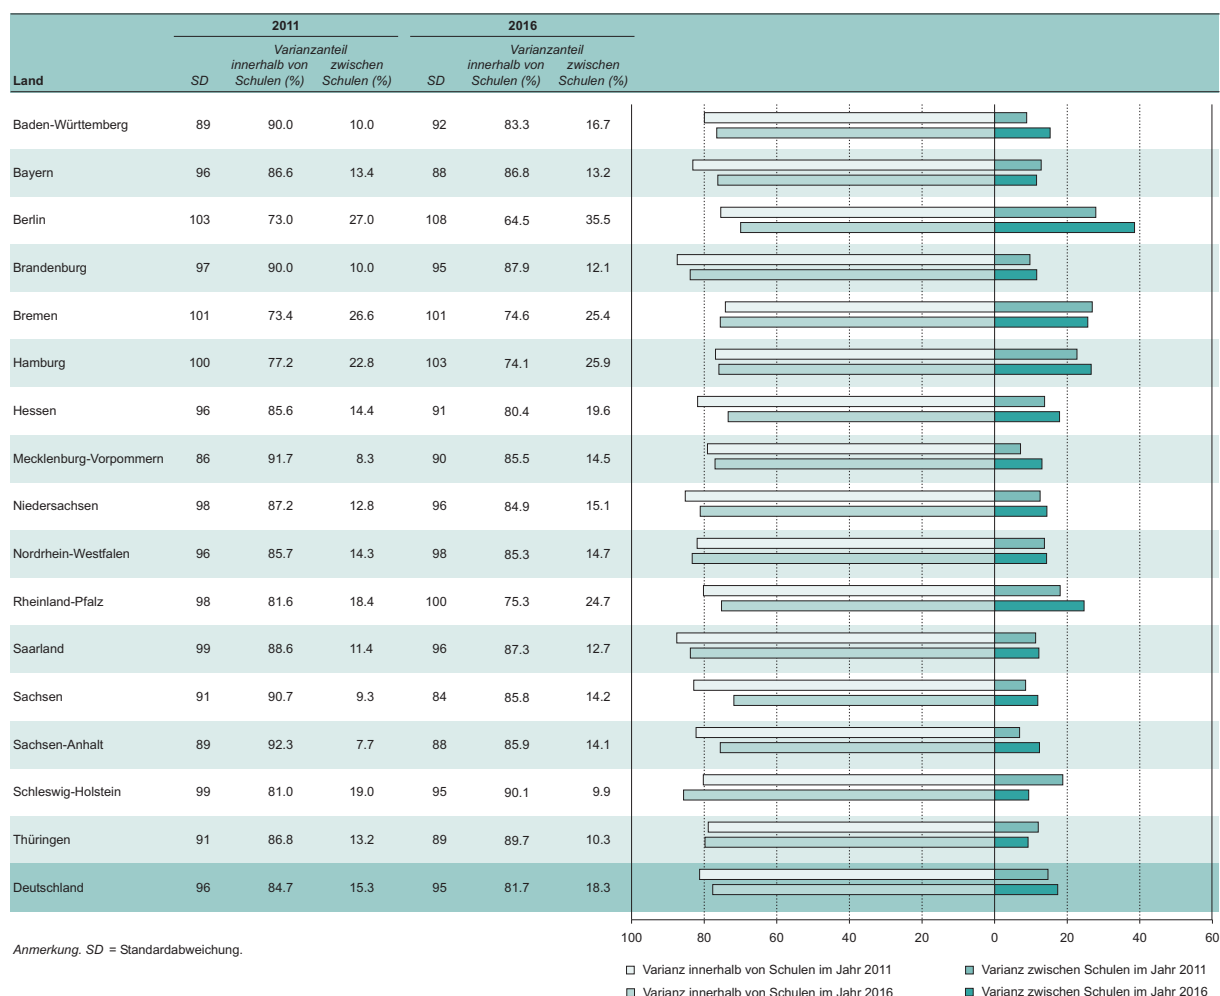 2011 2016
Varianzanteil Varianzanteil
innerhalb von zwischen innerhalb von zwischen
Land SD Schulen (%) Schulen (%) SD Schulen (%) Schulen (%)
Baden-Württemberg 89 90.0 10.0 92 83.3 16.7
Bayern 96 86.6 13.4 88 86.8 13.2
Berlin 103 73.0 27.0 108 64.5 35.5
Brandenburg 97 90.0 10.0 95 87.9 12.1
Bremen 101 73.4 26.6 101 74.6 25.4
Hamburg 100 77.2 22.8 103 74.1 25.9
Hessen 96 85.6 14.4 91 80.4 19.6
Mecklenburg-Vorpommern 86 91.7 8.3 90 85.5 14.5
Niedersachsen 98 87.2 12.8 96 84.9 15.1
Nordrhein-Westfalen 96 85.7 14.3 98 85.3 14.7
Rheinland-Pfalz 98 81.6 18.4 100 75.3 24.7
Saarland 99 88.6 11.4 96 87.3 12.7
Sachsen 91 90.7 9.3 84 85.8 14.2
Sachsen-Anhalt 89 92.3 7.7 88 85.9 14.1
Schleswig-Holstein 99 81.0 19.0 95 90.1 9.9
Thüringen 91 86.8 13.2 89 89.7 10.3
Deutschland 96 84.7 15.3 95 81.7 18.3
100 80 60 40 20 0 20 40 60
Anmerkung. SD = Standardabweichung.
Varianz innerhalb von Schulen im Jahr 2011 Varianz zwischen Schulen im Jahr 2011
Varianz innerhalb von Schulen im Jahr 2016 Varianz zwischen Schulen im Jahr 2016